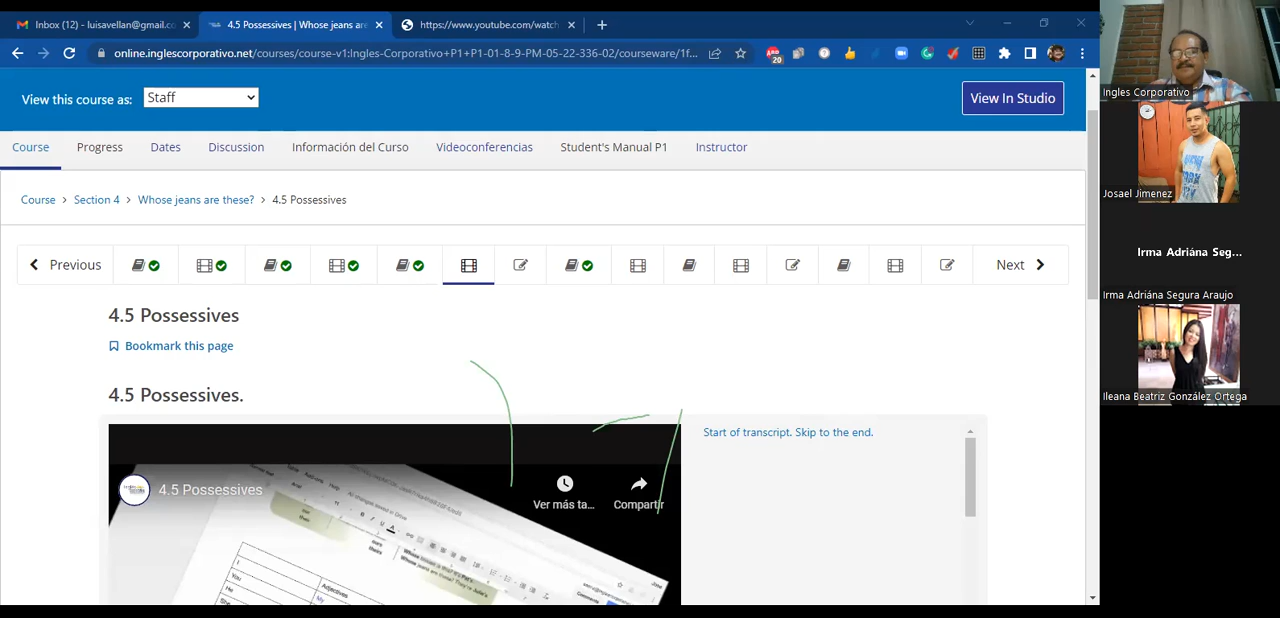 Inbox (12) - luisavellan@gmail.co
4.5 Possessives | Whose jeans are
https://www.youtube.com/watch
online.inglescorporativo.net/courses/course-v1:Ingles-Corporativo+P1+P1-01-8-9-PM-05-22-336-02/courseware/1f...
20
View this course as:
Staff
View In Studio
Course
Progress
Dates
Discussion
Información del Curso
Videoconferencias
Student's Manual P1
Instructor
Course > Section 4 > Whose jeans are these? > 4.5 Possessives
Previous
Next
4.5 Possessives
Bookmark this page
4.5 Possessives.
4.5 Possessives
Ver más ta...
Compartir
Start of transcript. Skip to the end.
Adjectives
My
I
You
He
Ingles Corporativo
Josael Jimenez
Irma Adriána Seg...
Irma Adriána Segura Araujo
Ileana Beatriz González Ortega